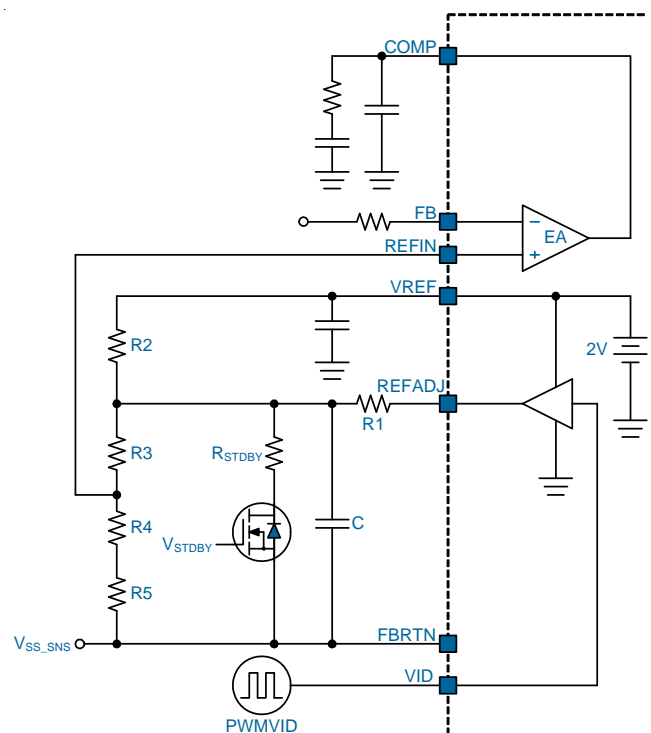 COMP
FB
EA
−
+
REFIN
VREF
R2
2V
REFADJ
R1
R3
RSTDBY
R4
C
VSTDBY
R5
VSS_SNS
FBRTN
VID
PWMVID